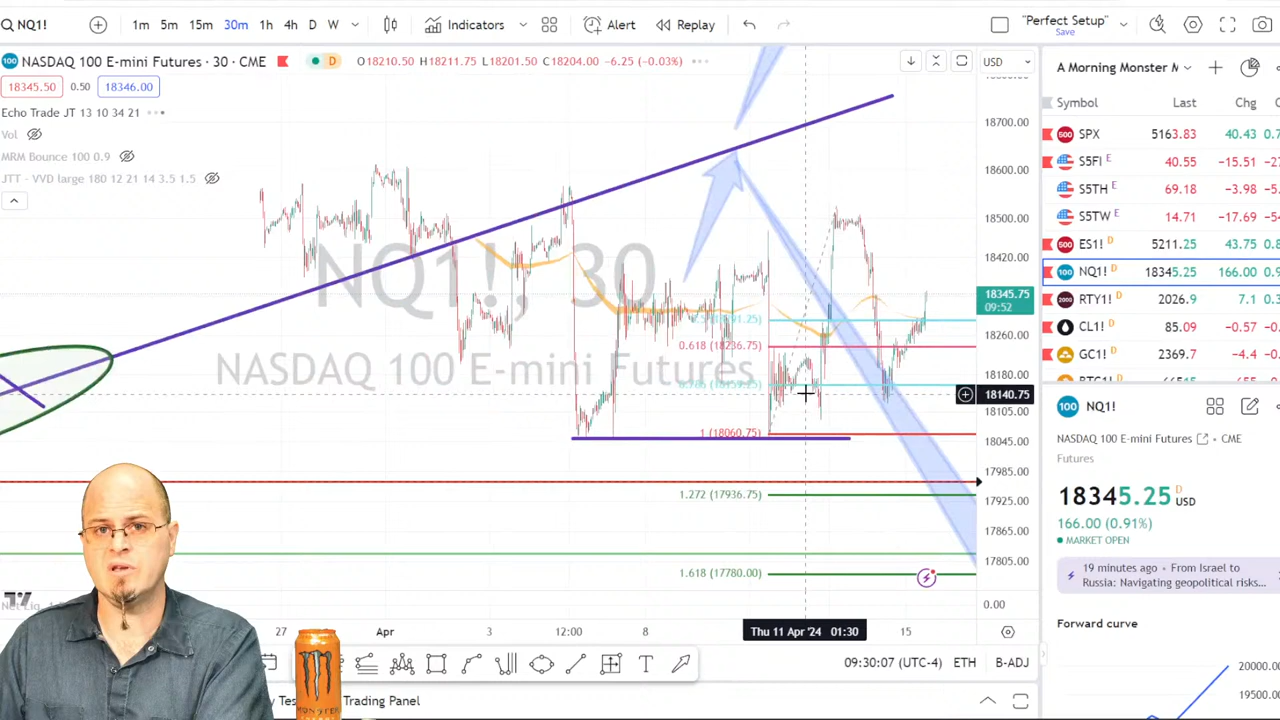 NQ1!
1m 5m 15m 30m 1h 4h D W
Indicators
Alert
Replay
"Perfect Setup"
Save
100 NASDAQ 100 E-mini Futures · 30 · CME
D
O18210.50 H18211.75 L18201.50 C18204.00 −6.25 (−0.03%)
USD
18345.50 0.50 18346.00
Echo Trade JT 13 10 34 21
Vol
MRM Bounce 100 0.9
JTT - VVD large 180 12 21 14 3.5 1.5
NQ1!, 30
NASDAQ 100 E-mini Futures
0.618 (18236.75)
1 (18060.75)
1.272 (17936.75)
1.618 (17780.00)
18700.00
18600.00
18500.00
18420.00
18345.75
09:52
18260.00
18180.00
18140.75
18105.00
18045.00
17985.00
17925.00
17865.00
17805.00
0.00
27 Apr 3 12:00 8 Thu 11 Apr '24 01:30 15
09:30:07 (UTC-4) ETH B-ADJ
Trading Panel
MONSTER
A Morning Monster M
Symbol Last Chg
500 SPX 5163.83 40.43 0.7
S5FI E 40.55 −15.51
S5TH E 69.18 −3.98
S5TW E 14.71 −17.69
500 ES1! D 5211.25 43.75
100 NQ1! D 18345.25 166.00
2000 RTY1! D 2026.9 7.1
CL1! D 85.09 −0.57
GC1! D 2369.7 −4.4
100 NQ1!
NASDAQ 100 E-mini Futures • CME
Futures
18345.25 D USD
166.00 (0.91%)
MARKET OPEN
19 minutes ago • From Israel to
Russia: Navigating geopolitical risks...
Forward curve
20000.00
19500.00